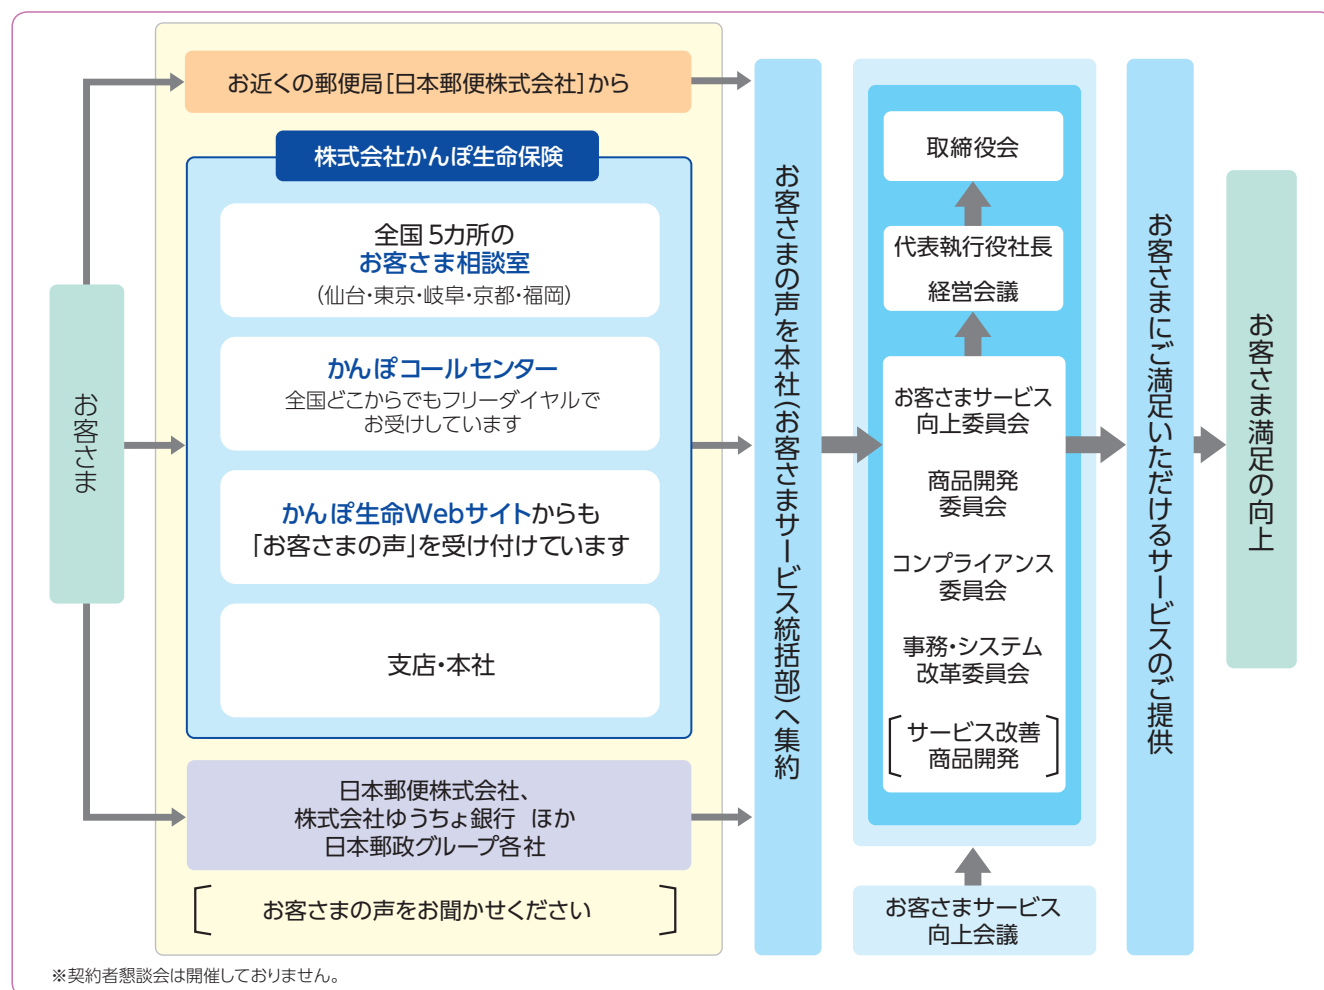 お客さま
お近くの郵便局[日本郵便株式会社]から
株式会社かんぽ生命保険
全国5カ所の
お客さま相談室
(仙台・東京・岐阜・京都・福岡)
かんぽコールセンター
全国どこからでもフリーダイヤルで
お受けしています
かんぽ生命Webサイトからも
「お客さまの声」を受け付けています
支店・本社
日本郵便株式会社、
株式会社ゆうちょ銀行 ほか
日本郵政グループ各社
お客さまの声をお聞かせください
お客さまの声を本社(お客さまサービス統括部)へ集約
取締役会
代表執行役社長
経営会議
お客さまサービス
向上委員会
商品開発
委員会
コンプライアンス
委員会
事務・システム
改革委員会
サービス改善
商品開発
お客さまサービス
向上会議
お客さまにご満足いただけるサービスのご提供
お客さま満足の向上
※契約者懇談会は開催しておりません。